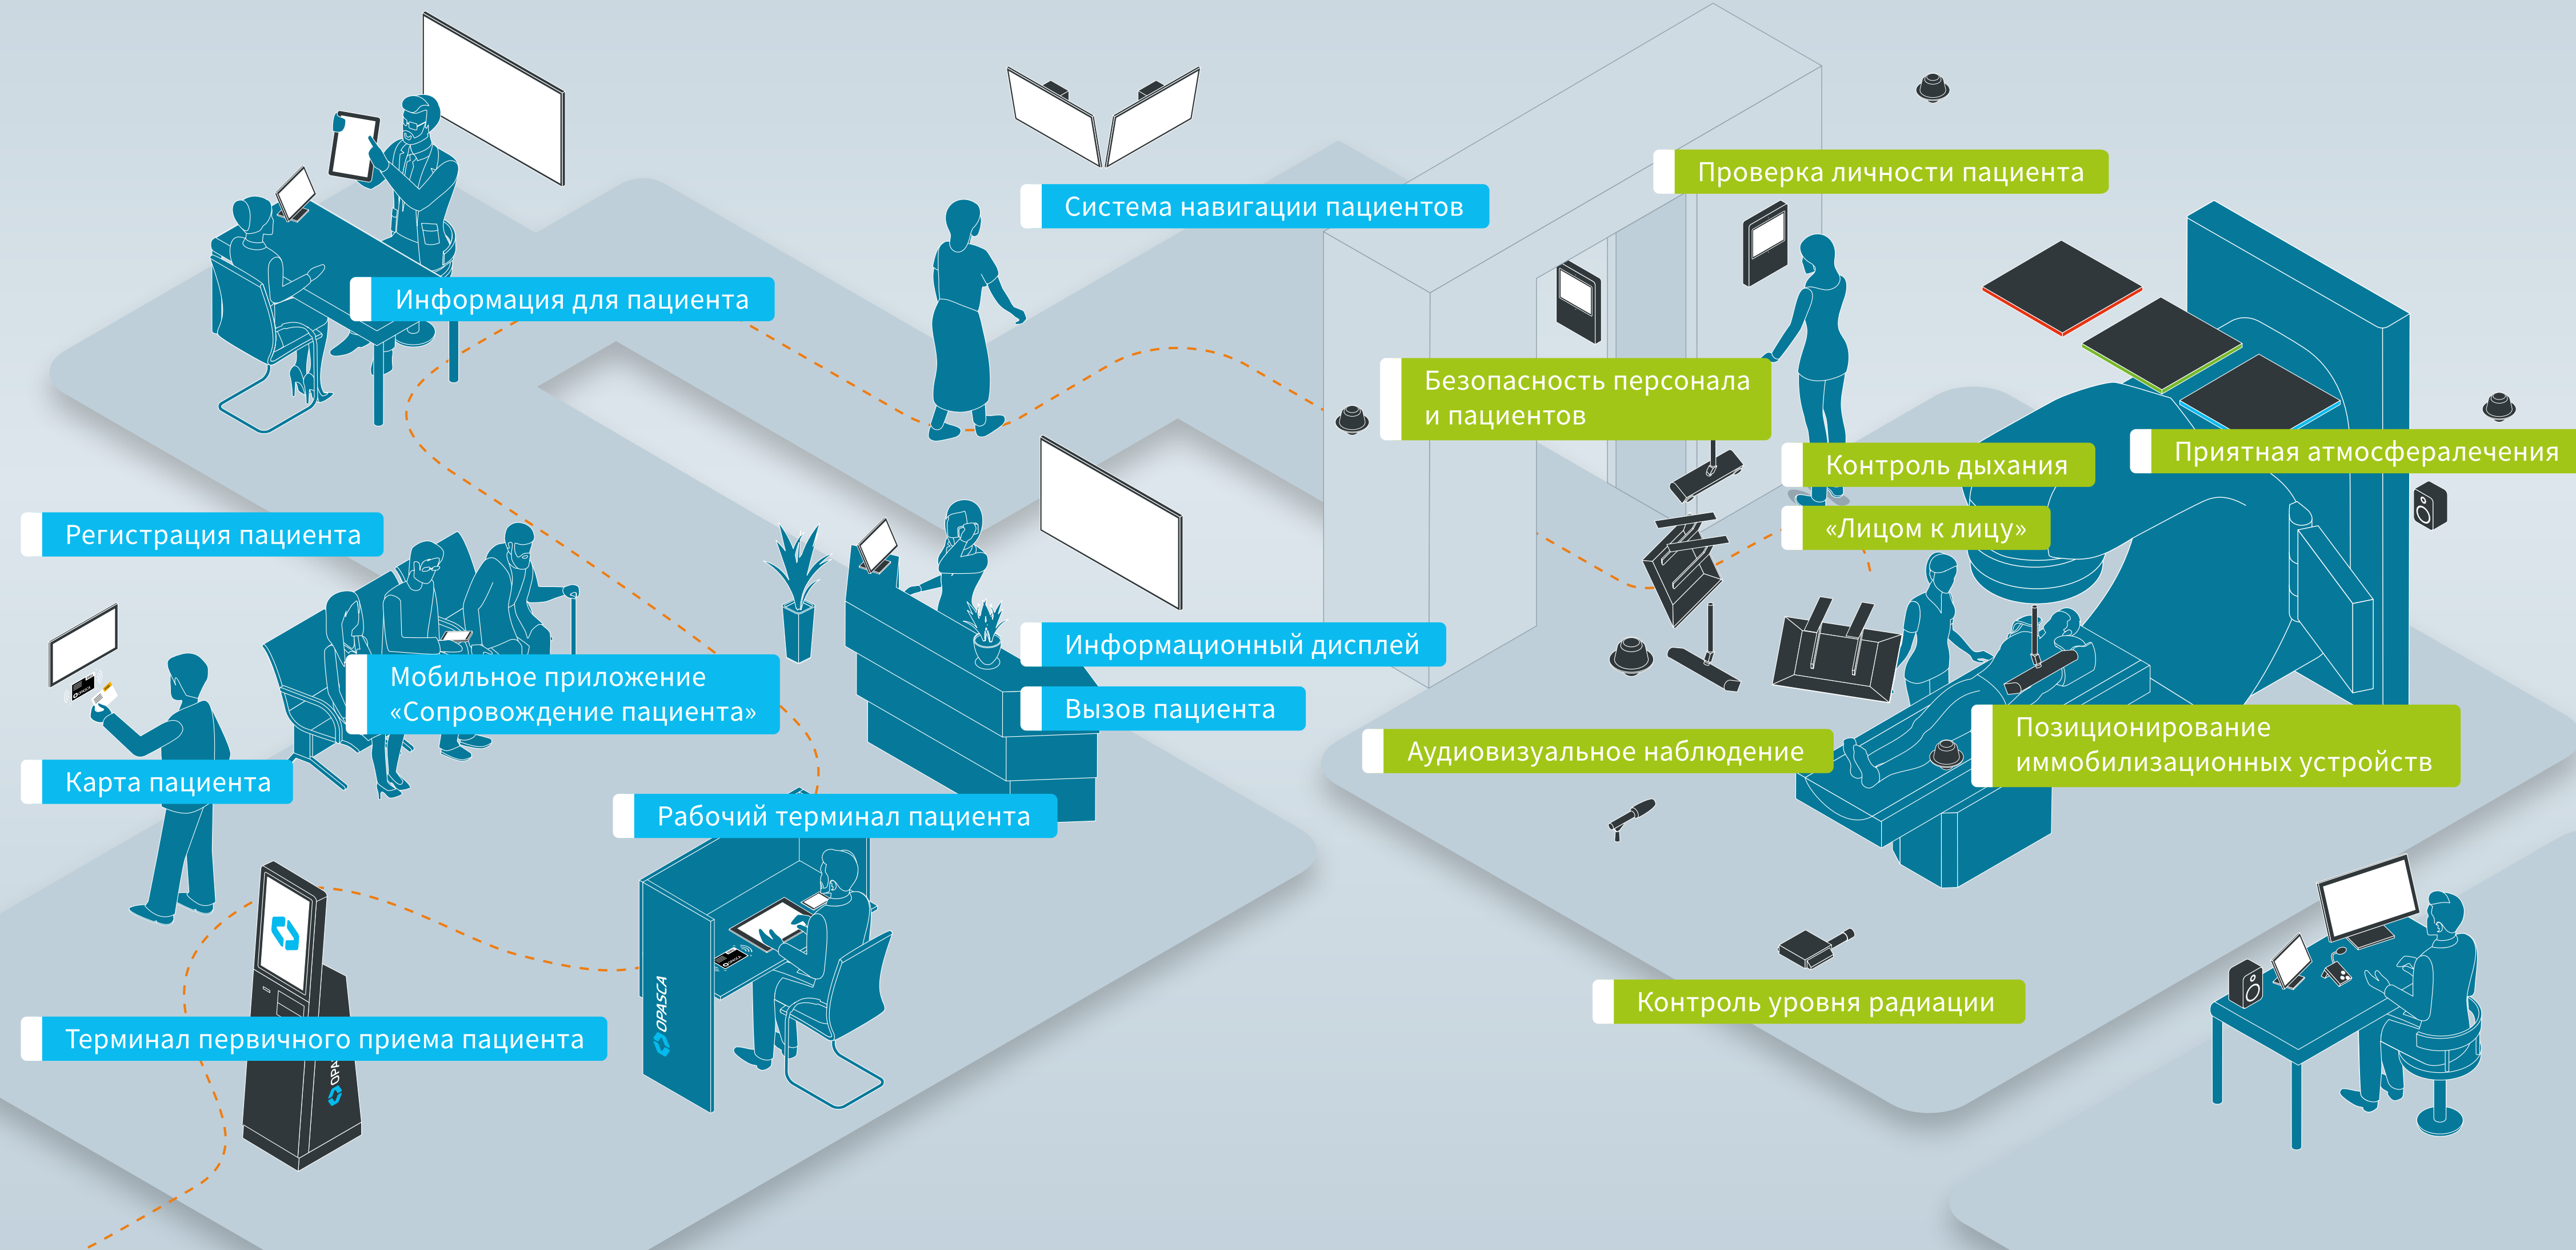 Проверка личности пациента
Система навигации пациентов
Информация для пациента
Безопасность персонала
и пациентов
Контроль дыхания
Приятная атмосфералечения
«Лицом к лицу»
Регистрация пациента
Информационный дисплей
Мобильное приложение
«Сопровождение пациента»
Вызов пациента
Аудиовизуальное наблюдение
Позиционирование
иммобилизационных устройств
Карта пациента
Рабочий терминал пациента
OPASCA
Контроль уровня радиации
Терминал первичного приема пациента
OPA